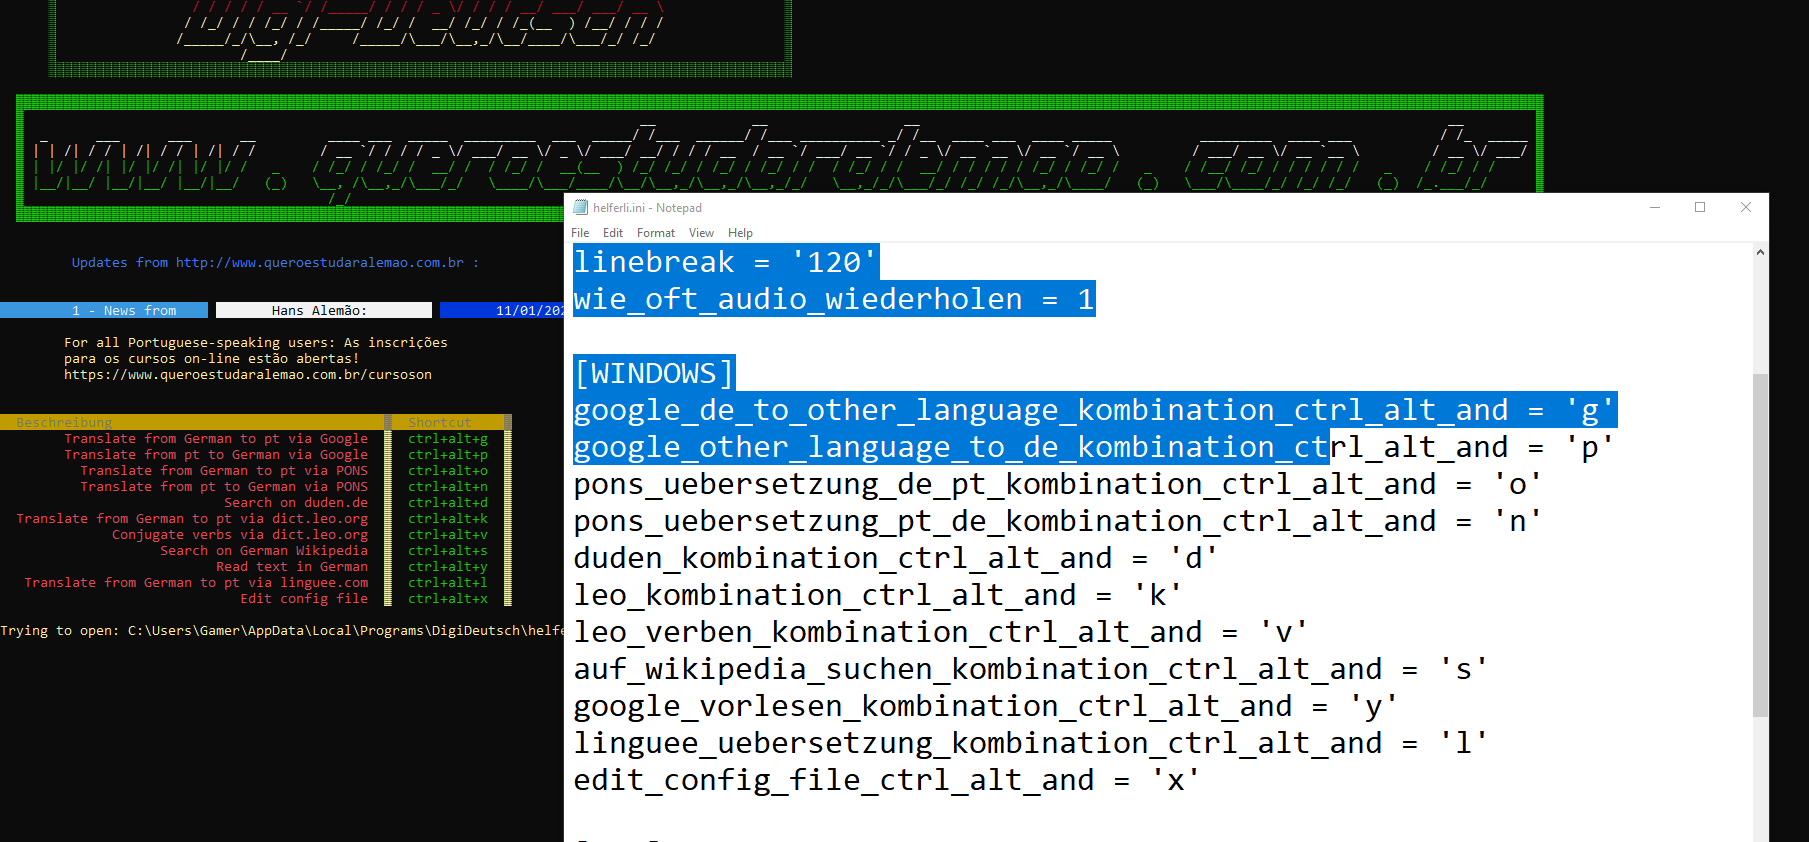 www.queroestudaralemao.com.br
Updates from http://www.queroestudaralemao.com.br :
1 - News from Hans Alemão: 11/01/202
For all Portuguese-speaking users: As inscrições
para os cursos on-line estão abertas!
https://www.queroestudaralemao.com.br/cursoson
Beschreibung Shortcut
Translate from German to pt via Google ctrl+alt+g
Translate from pt to German via Google ctrl+alt+p
Translate from German to pt via PONS ctrl+alt+o
Translate from pt to German via PONS ctrl+alt+n
Search on duden.de ctrl+alt+d
Translate from German to pt via dict.leo.org ctrl+alt+k
Conjugate verbs via dict.leo.org ctrl+alt+v
Search on German Wikipedia ctrl+alt+s
Read text in German ctrl+alt+y
Translate from German to pt via linguee.com ctrl+alt+l
Edit config file ctrl+alt+x
Trying to open: C:\Users\Gamer\AppData\Local\Programs\DigiDeutsch\helfe
helferli.ini - Notepad
File Edit Format View Help
linebreak = '120'
wie_oft_audio_wiederholen = 1
[WINDOWS]
google_de_to_other_language_kombination_ctrl_alt_and = 'g'
google_other_language_to_de_kombination_ctrl_alt_and = 'p'
pons_uebersetzung_de_pt_kombination_ctrl_alt_and = 'o'
pons_uebersetzung_pt_de_kombination_ctrl_alt_and = 'n'
duden_kombination_ctrl_alt_and = 'd'
leo_kombination_ctrl_alt_and = 'k'
leo_verben_kombination_ctrl_alt_and = 'v'
auf_wikipedia_suchen_kombination_ctrl_alt_and = 's'
google_vorlesen_kombination_ctrl_alt_and = 'y'
linguee_uebersetzung_kombination_ctrl_alt_and = 'l'
edit_config_file_ctrl_alt_and = 'x'